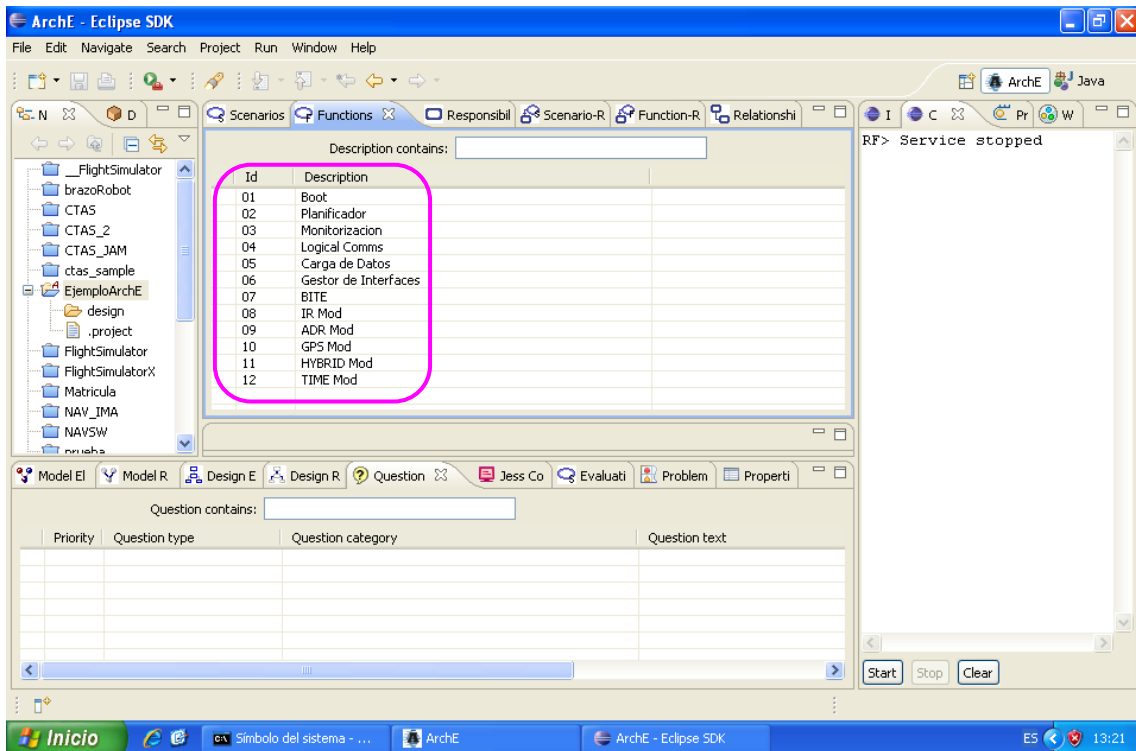 ArchE - Eclipse SDK
File Edit Navigate Search Project Run Window Help
ArchE Java
N D
Scenarios Functions Responsibil Scenario-R Function-R Relationshi
I C Pr W
Description contains:
Id Description
01 Boot
02 Planificador
03 Monitorizacion
04 Logical Comms
05 Carga de Datos
06 Gestor de Interfaces
07 BITE
08 IR Mod
09 ADR Mod
10 GPS Mod
11 HYBRID Mod
12 TIME Mod
__FlightSimulator
brazoRobot
CTAS
CTAS_2
CTAS_JAM
ctas_sample
EjemploArchE
design
.project
FlightSimulator
FlightSimulatorX
Matricula
NAV_IMA
NAVSW
prueba
RF> Service stopped
Model El Model R Design E Design R Question Jess Co Evaluati Problem Properti
Question contains:
Priority Question type Question category Question text
Start Stop Clear
Inicio Símbolo del sistema - ... ArchE ArchE - Eclipse SDK ES 13:21